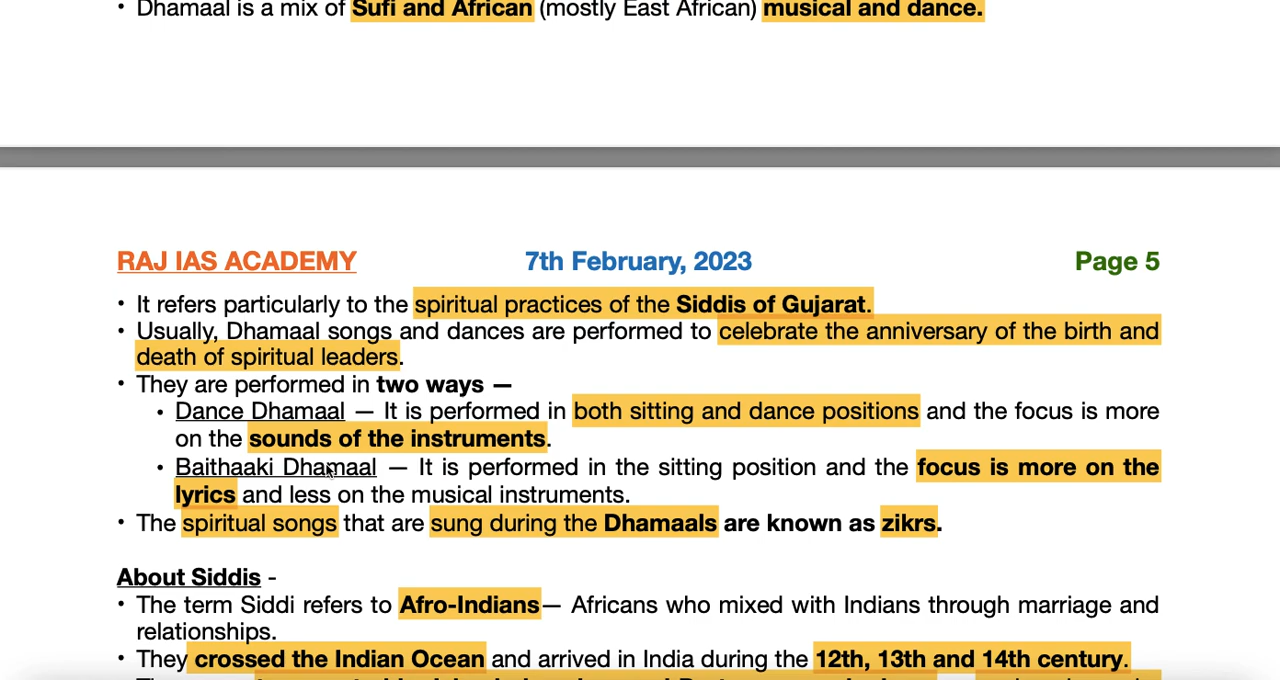 • Dhamaal is a mix of Sufi and African (mostly East African) musical and dance.
RAJ IAS ACADEMY 7th February, 2023 Page 5
• It refers particularly to the spiritual practices of the Siddis of Gujarat.
• Usually, Dhamaal songs and dances are performed to celebrate the anniversary of the birth and
death of spiritual leaders.
• They are performed in two ways —
• Dance Dhamaal — It is performed in both sitting and dance positions and the focus is more
on the sounds of the instruments.
• Baithaaki Dhamaal — It is performed in the sitting position and the focus is more on the
lyrics and less on the musical instruments.
• The spiritual songs that are sung during the Dhamaals are known as zikrs.
About Siddis -
• The term Siddi refers to Afro-Indians— Africans who mixed with Indians through marriage and
relationships.
• They crossed the Indian Ocean and arrived in India during the 12th, 13th and 14th century.